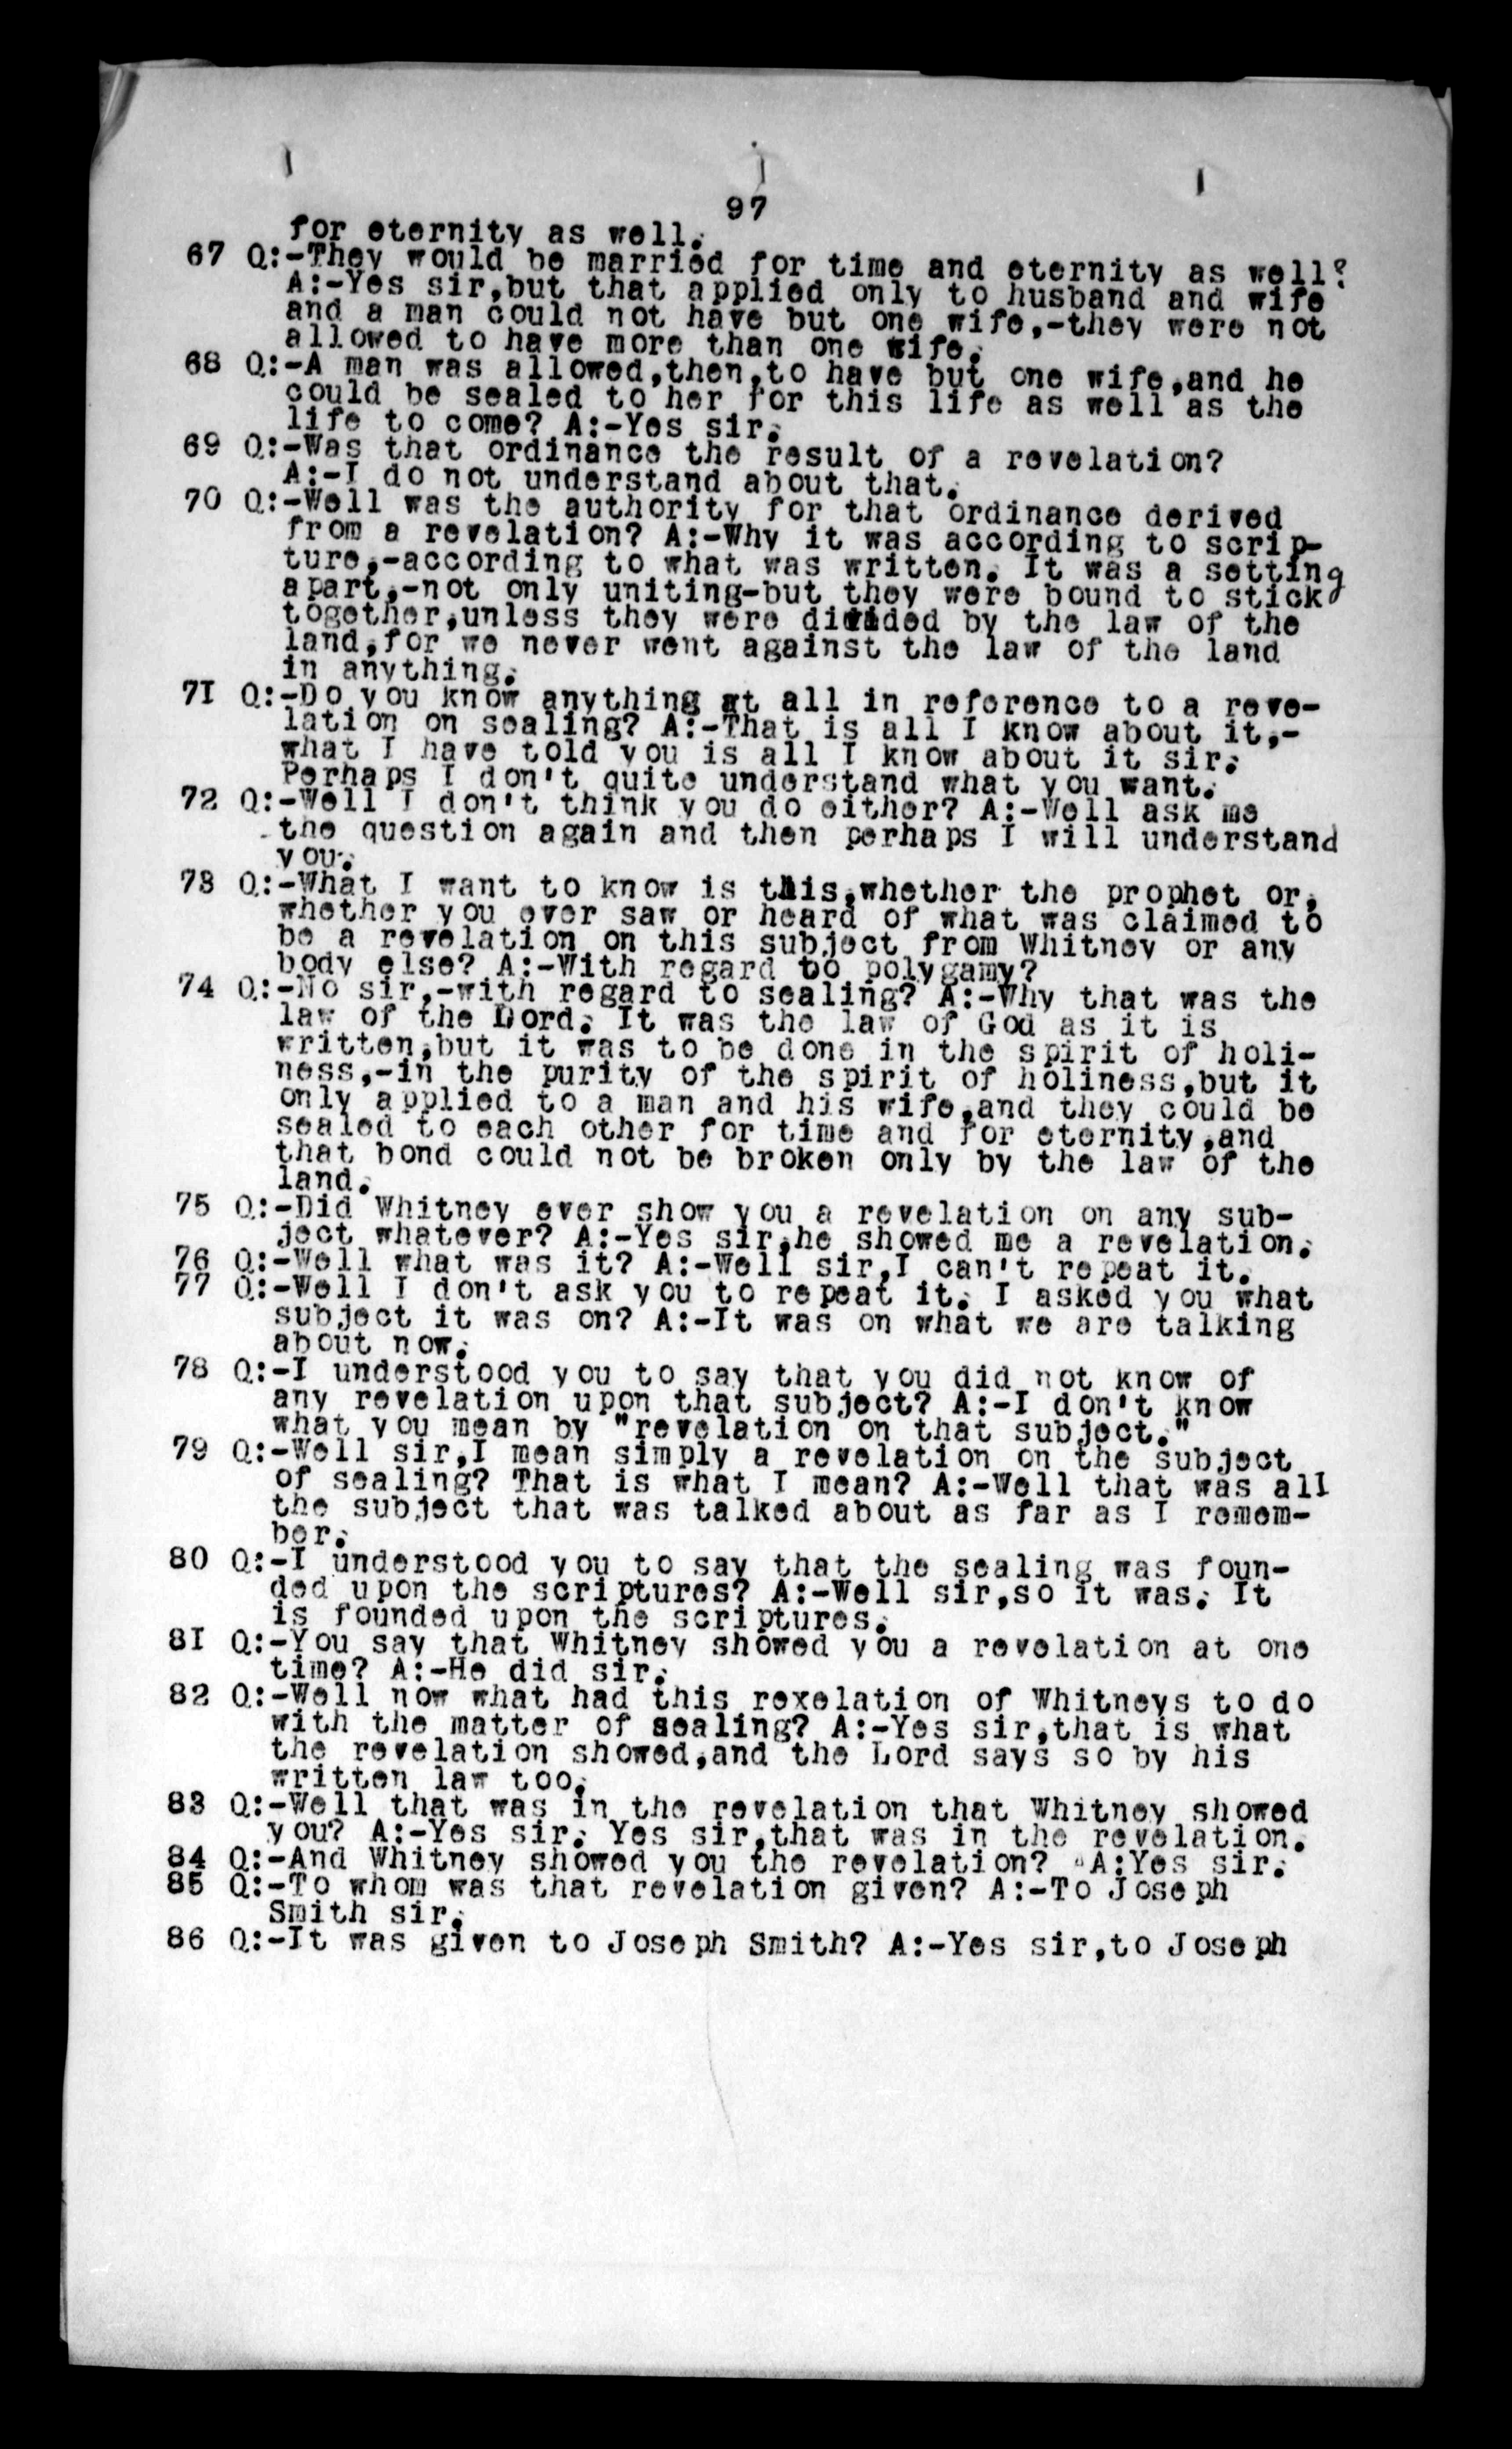 97
for eternity as well.
67 Q:-They would be married for time and eternity as well?
A:-Yes sir,but that applied only to husband and wife
and a man could not have but one wife,-they were not
allowed to have more than one wife.
68 Q:-A man was allowed,then,to have but one wife,and he
could be sealed to her for this life as well as the
life to come? A:-Yes sir.
69 Q:-Was that ordinance the result of a revelation?
A:-I do not understand about that.
70 Q:-Well was the authority for that ordinance derived
from a revelation? A:-Why it was according to scrip-
ture,-according to what was written. It was a setting
apart,-not only uniting-but they were bound to stick
together,unless they were divided by the law of the
land,for we never went against the law of the land
in anything.
71 Q:-Do you know anything at all in reference to a reve-
lation on sealing? A:-That is all I know about it,-
what I have told you is all I know about it sir.
Perhaps I don't quite understand what you want.
72 Q:-Well I don't think you do either? A:-Well ask me
the question again and then perhaps I will understand
you.
73 Q:-What I want to know is this,whether the prophet or,
whether you ever saw or heard of what was claimed to
be a revelation on this subject from Whitney or any
body else? A:-With regard to polygamy?
74 Q:-No sir,-with regard to sealing? A:-Why that was the
law of the Lord. It was the law of God as it is
written,but it was to be done in the spirit of holi-
ness,-in the purity of the spirit of holiness,but it
only applied to a man and his wife,and they could be
sealed to each other for time and for eternity,and
that bond could not be broken only by the law of the
land.
75 Q:-Did Whitney ever show you a revelation on any sub-
ject whatever? A:-Yes sir,he showed me a revelation.
76 Q:-Well what was it? A:-Well sir,I can't repeat it.
77 Q:-Well I don't ask you to repeat it. I asked you what
subject it was on? A:-It was on what we are talking
about now.
78 Q:-I understood you to say that you did not know of
any revelation upon that subject? A:-I don't know
what you mean by "revelation on that subject."
79 Q:-Well sir,I mean simply a revelation on the subject
of sealing? That is what I mean? A:-Well that was all
the subject that was talked about as far as I remem-
ber.
80 Q:-I understood you to say that the sealing was foun-
ded upon the scriptures? A:-Well sir,so it was. It
is founded upon the scriptures.
81 Q:-You say that Whitney showed you a revelation at one
time? A:-He did sir.
82 Q:-Well now what had this rexelation of Whitneys to do
with the matter of sealing? A:-Yes sir,that is what
the revelation showed,and the Lord says so by his
written law too.
83 Q:-Well that was in the revelation that Whitney showed
you? A:-Yes sir. Yes sir,that was in the revelation.
84 Q:-And Whitney showed you the revelation? A:Yes sir.
85 Q:-To whom was that revelation given? A:-To Joseph
Smith sir.
86 Q:-It was given to Joseph Smith? A:-Yes sir,to Joseph